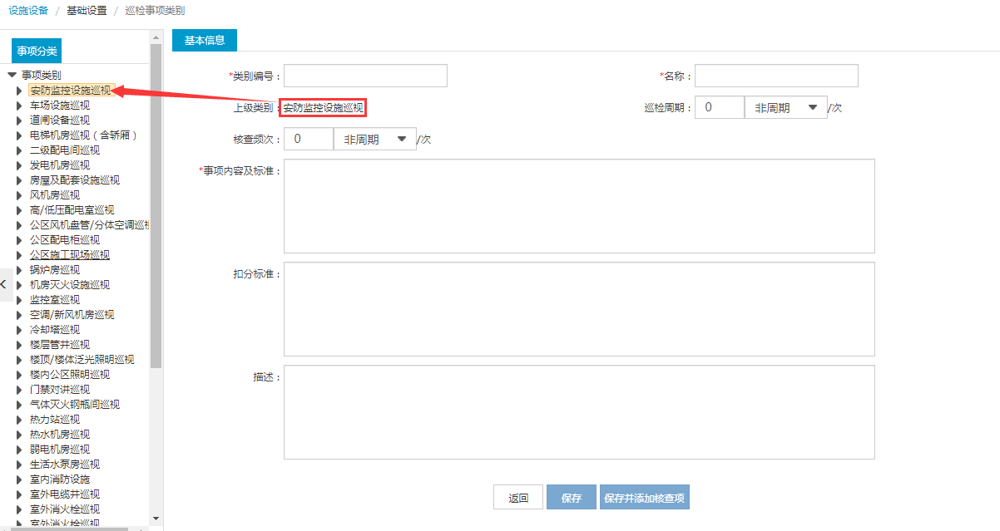 设施设备 / 基础设置 / 巡检事项类别
事项分类
事项类别
安防监控设施巡视
车场设施巡视
道闸设备巡视
电梯机房巡视（含轿厢）
二级配电间巡视
发电机房巡视
房屋及配套设施巡视
风机房巡视
高/低压配电室巡视
公区风机盘管/分体空调巡视
公区配电柜巡视
公区施工现场巡视
锅炉房巡视
机房灭火设施巡视
监控室巡视
空调/新风机房巡视
冷却塔巡视
楼层管井巡视
楼顶/楼体泛光照明巡视
楼内公区照明巡视
门禁对讲巡视
气体灭火钢瓶间巡视
热力站巡视
热水机房巡视
弱电机房巡视
生活水泵房巡视
室内消防设施
室外电缆井巡视
室外消火栓巡视
室外消火栓巡视
基本信息
*类别编号：
*名称：
上级类别：安防监控设施巡视
巡检周期：0 非周期 /次
核查频次：0 非周期 /次
*事项内容及标准：
扣分标准：
描述：
返回 保存 保存并添加核查项